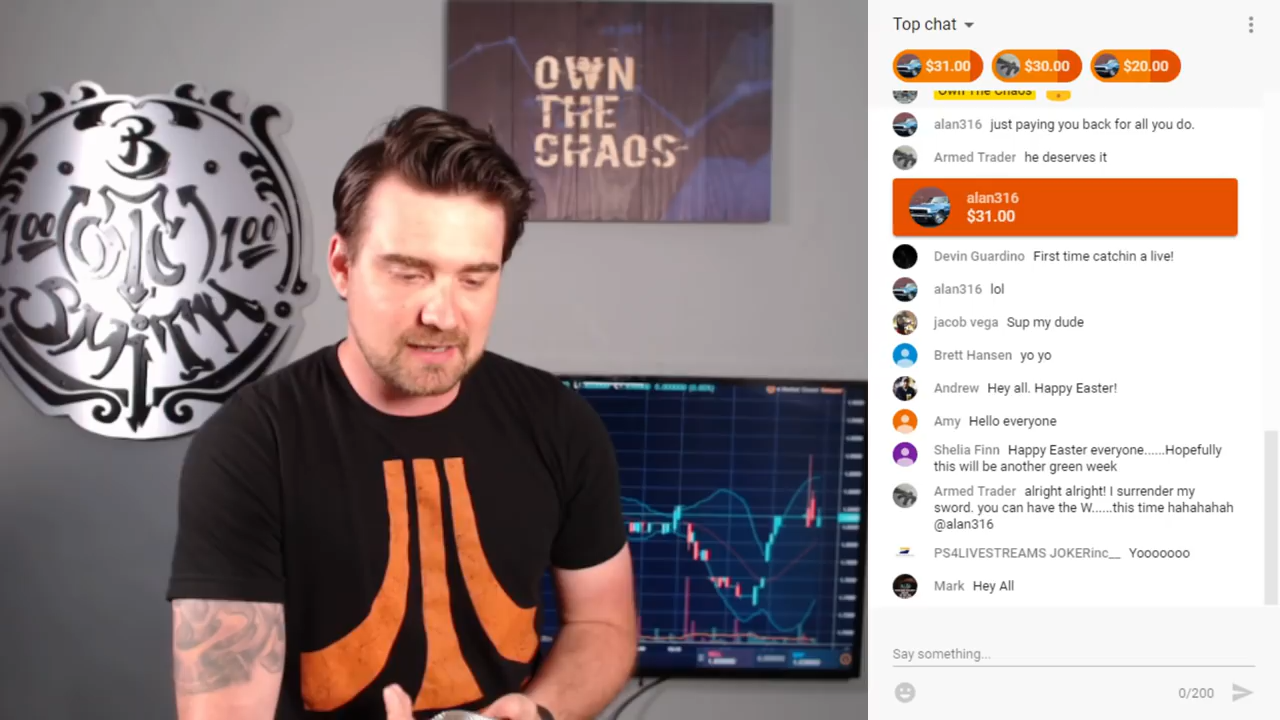 B
100 OTC 100
SMITH
OWN
THE
CHAOS
Top chat
$31.00 $30.00 $20.00
Own The Chaos
alan316 just paying you back for all you do.
Armed Trader he deserves it
alan316
$31.00
Devin Guardino First time catchin a live!
alan316 lol
jacob vega Sup my dude
Brett Hansen yo yo
Andrew Hey all. Happy Easter!
Amy Hello everyone
Shelia Finn Happy Easter everyone......Hopefully
this will be another green week
Armed Trader alright alright! I surrender my
sword. you can have the W......this time hahahahah
@alan316
PS4LIVESTREAMS JOKERinc__ Yooooooo
Mark Hey All
Say something...
0/200